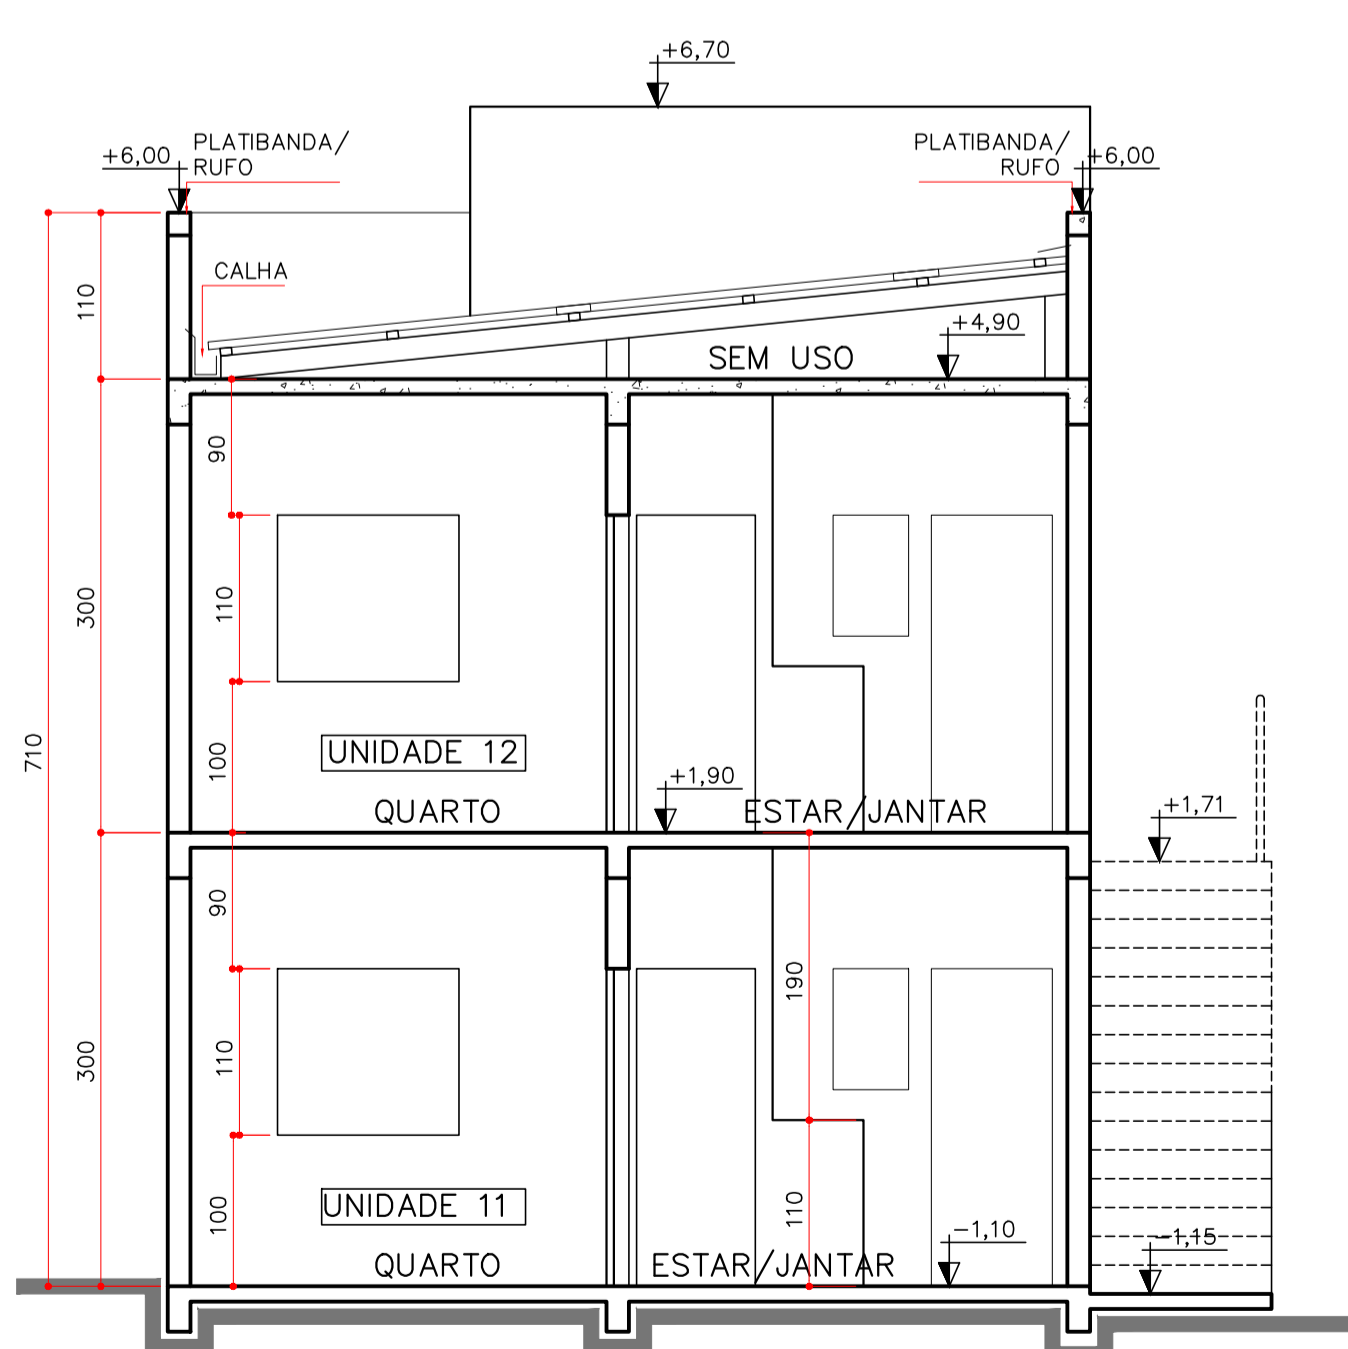 +6,70
PLATIBANDA/
RUFO
+6,00
PLATIBANDA/
RUFO
+6,00
CALHA
110
+4,90
SEM USO
90
110
300
710
UNIDADE 12
100
+1,90
QUARTO
ESTAR/JANTAR
+1,71
90
190
110
300
UNIDADE 11
100
110
QUARTO
ESTAR/JANTAR
-1,10
-1,15